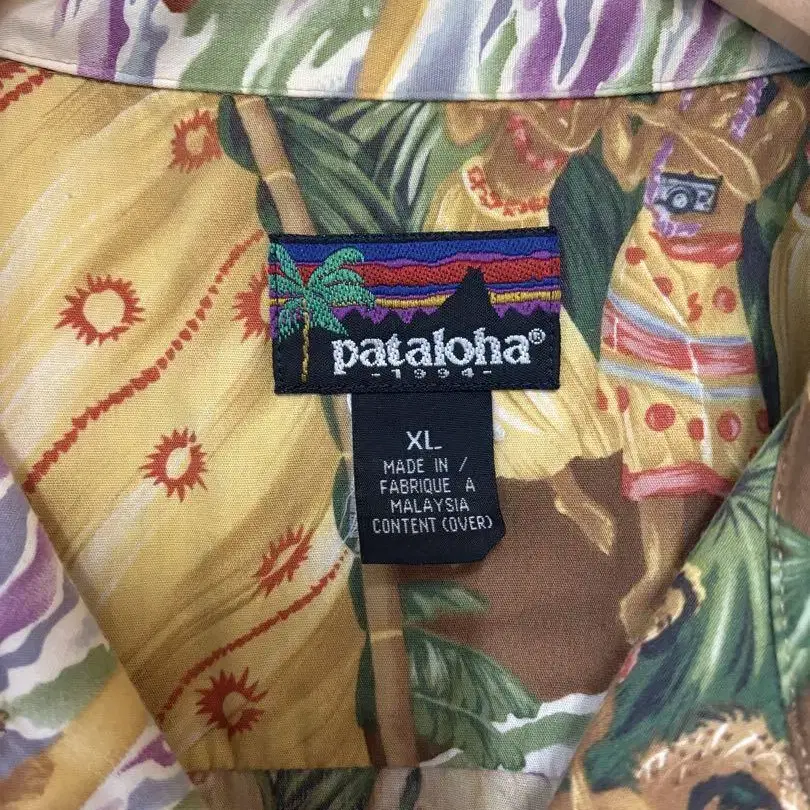 pataloha®
-1994-
XL
MADE IN /
FABRIQUE A
MALAYSIA
CONTENT (OVER)